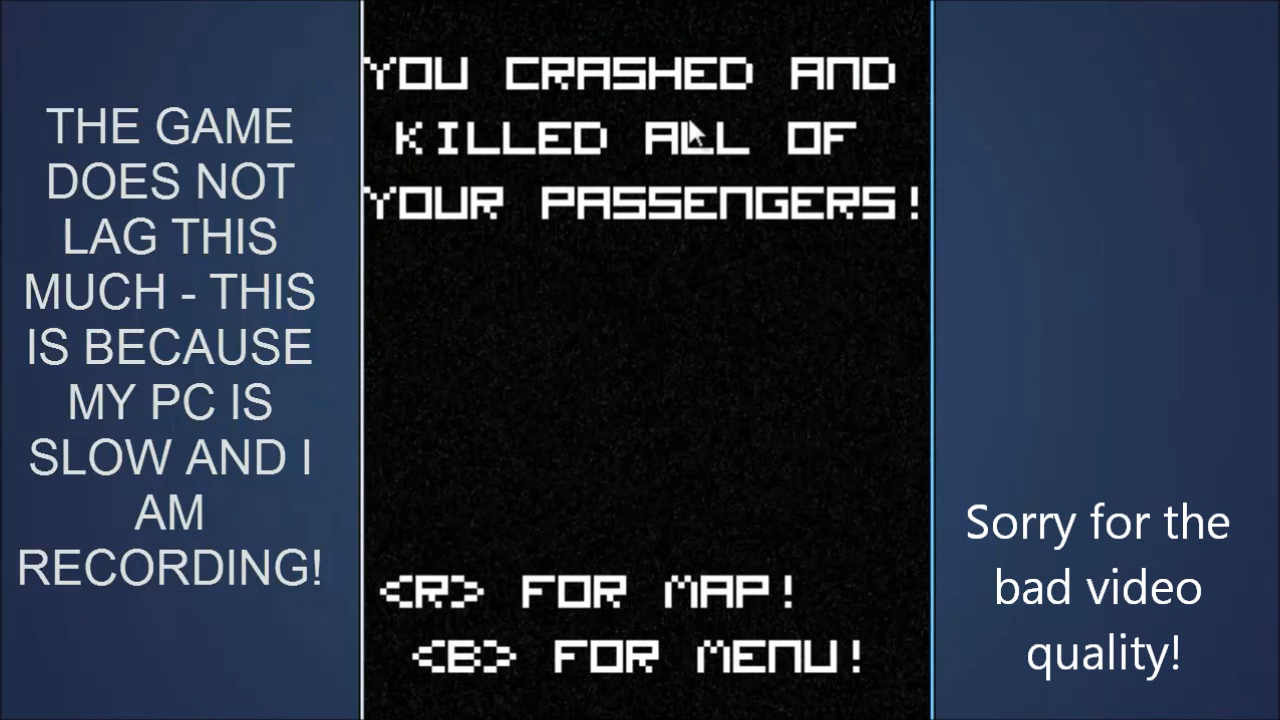 THE GAME
DOES NOT
LAG THIS
MUCH - THIS
IS BECAUSE
MY PC IS
SLOW AND I
AM
RECORDING!
YOU CRASHED AND
KILLED ALL OF
YOUR PASSENGERS!
<R> FOR MAP!
<B> FOR MENU!
Sorry for the
bad video
quality!